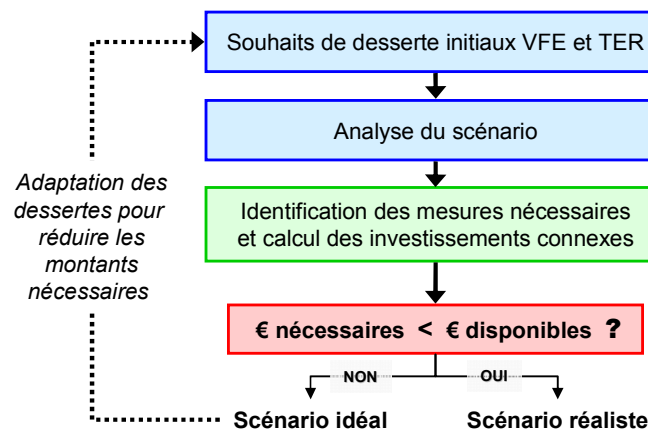 Souhaits de desserte initiaux VFE et TER
Analyse du scénario
Adaptation des
dessertes pour
réduire les
montants
nécessaires
Identification des mesures nécessaires
et calcul des investissements connexes
€ nécessaires < € disponibles ?
NON
OUI
Scénario idéal
Scénario réaliste